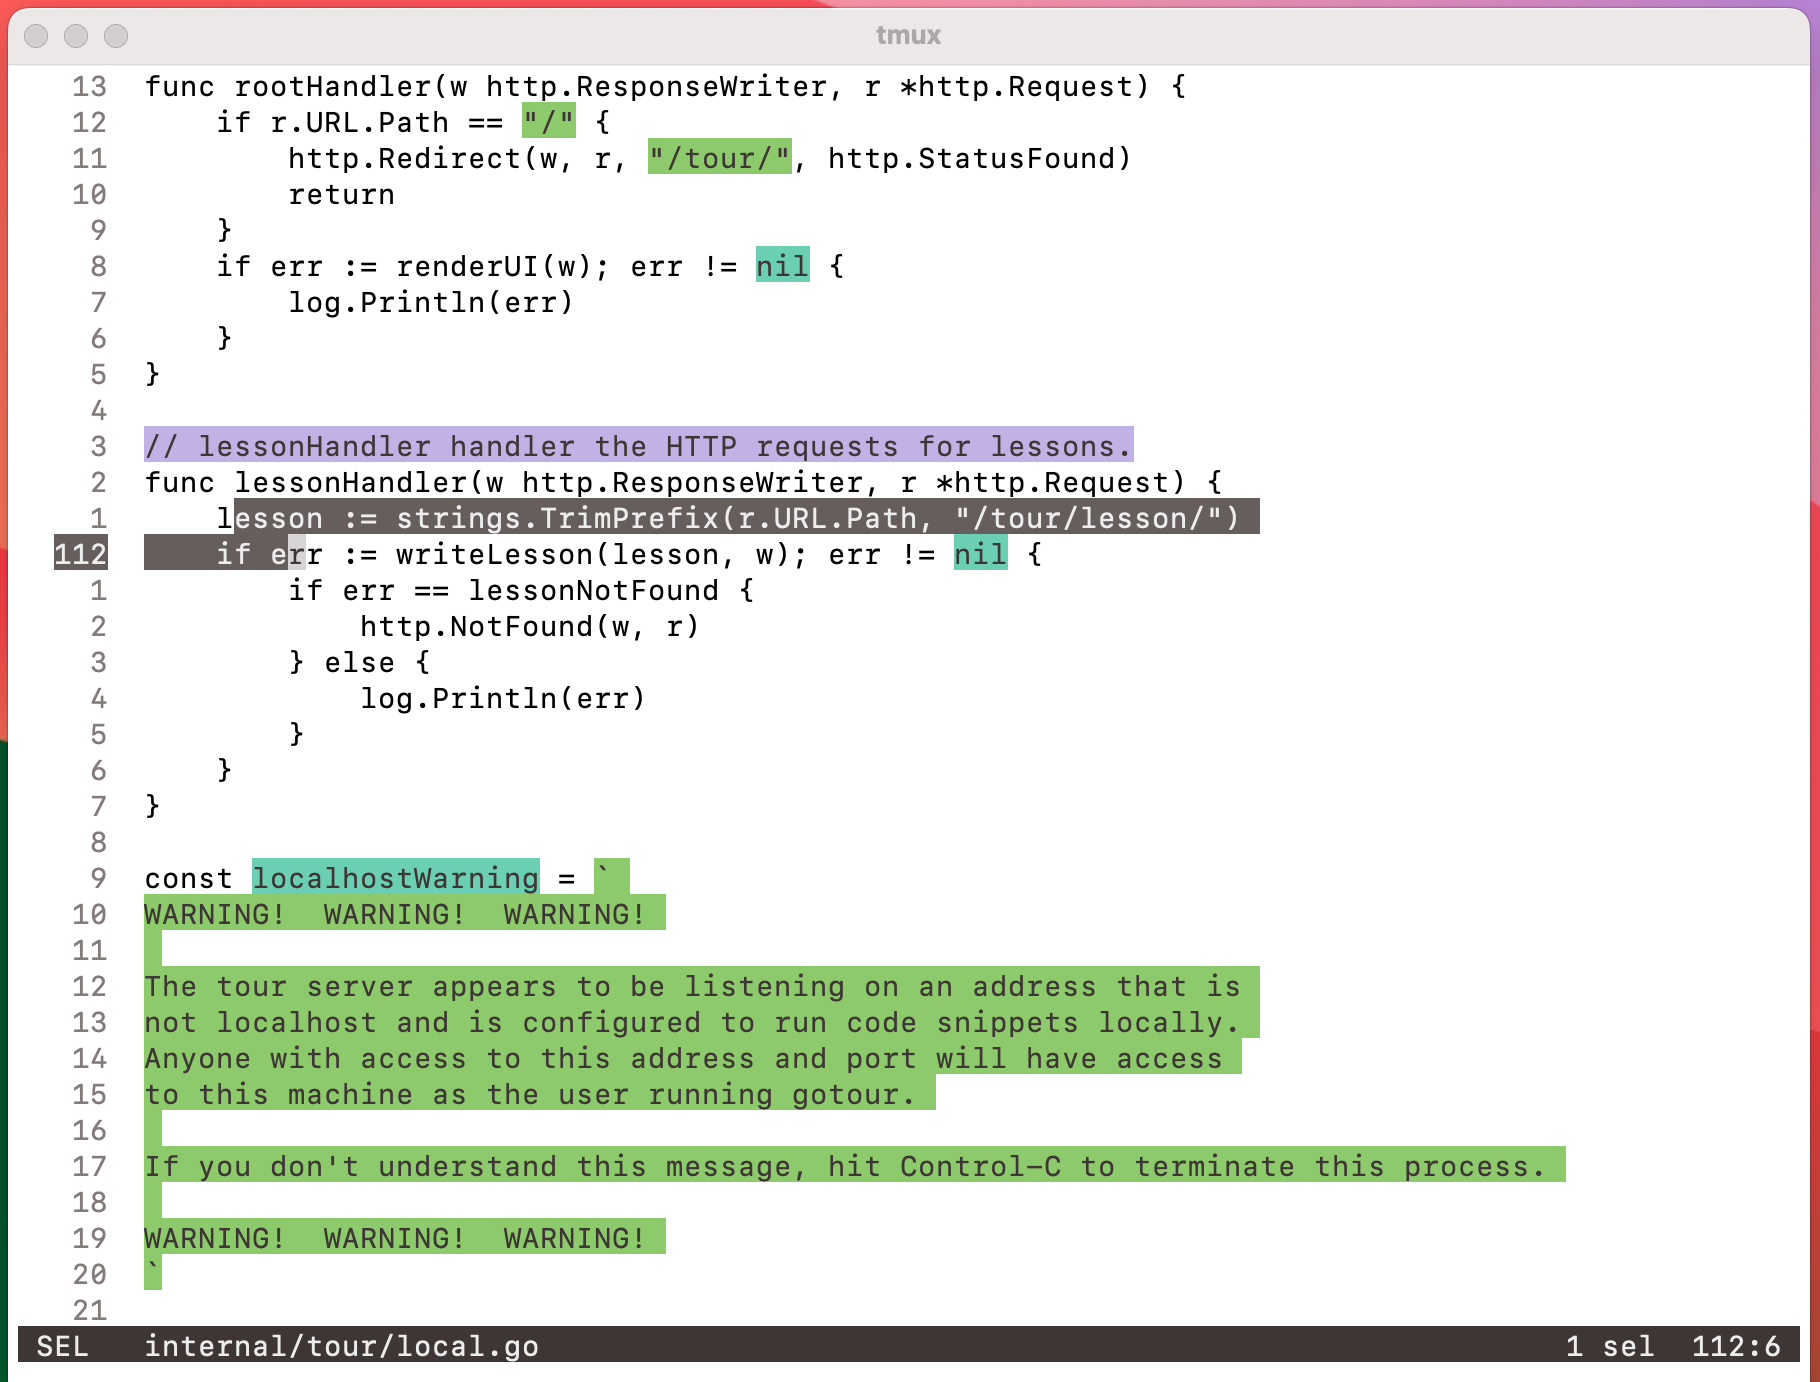 tmux
13 func rootHandler(w http.ResponseWriter, r *http.Request) {
12     if r.URL.Path == "/" {
11         http.Redirect(w, r, "/tour/", http.StatusFound)
10         return
9     }
8     if err := renderUI(w); err != nil {
7         log.Println(err)
6     }
5 }
4
3 // lessonHandler handler the HTTP requests for lessons.
2 func lessonHandler(w http.ResponseWriter, r *http.Request) {
1     lesson := strings.TrimPrefix(r.URL.Path, "/tour/lesson/")
112     if err := writeLesson(lesson, w); err != nil {
1         if err == lessonNotFound {
2             http.NotFound(w, r)
3         } else {
4             log.Println(err)
5         }
6     }
7 }
8
9 const localhostWarning = `
10 WARNING!  WARNING!  WARNING!
11
12 The tour server appears to be listening on an address that is
13 not localhost and is configured to run code snippets locally.
14 Anyone with access to this address and port will have access
15 to this machine as the user running gotour.
16
17 If you don't understand this message, hit Control-C to terminate this process.
18
19 WARNING!  WARNING!  WARNING!
20 `
21
SEL internal/tour/local.go 1 sel 112:6